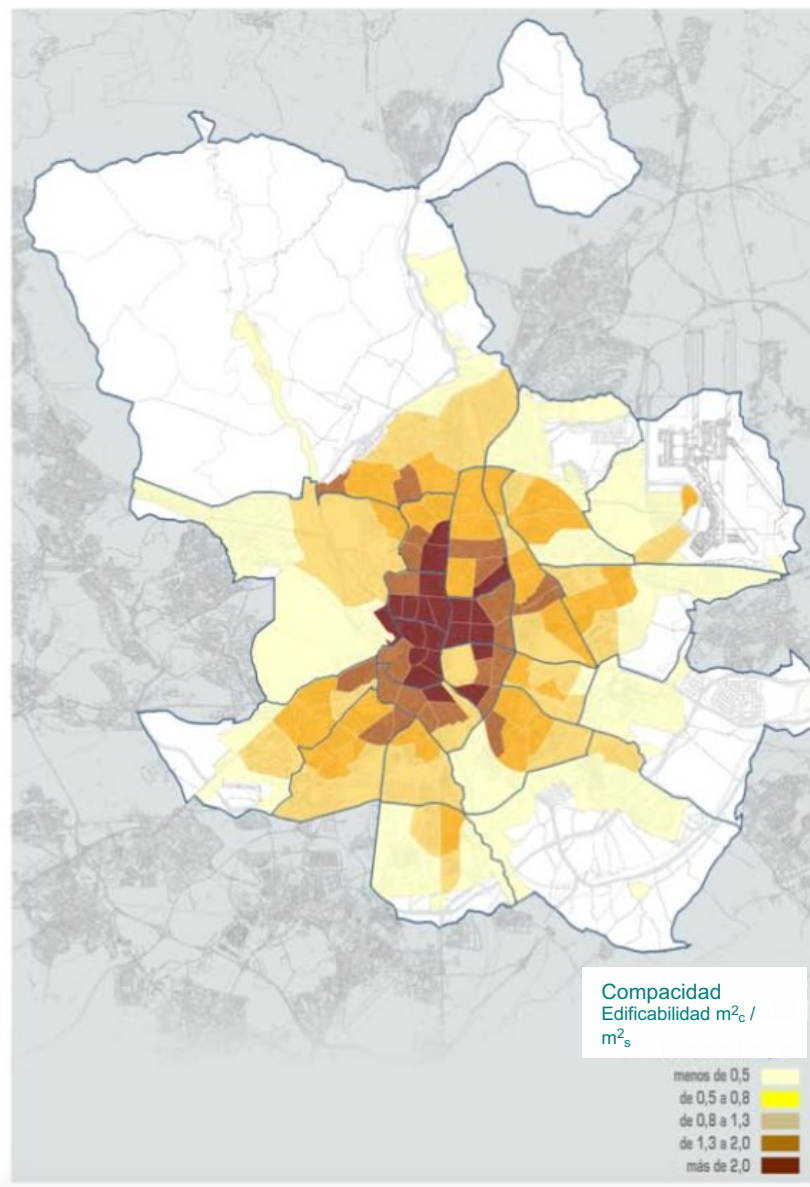 Compacidad
Edificabilidad m²c /
m²s
menos de 0,5
de 0,5 a 0,8
de 0,8 a 1,3
de 1,3 a 2,0
más de 2,0